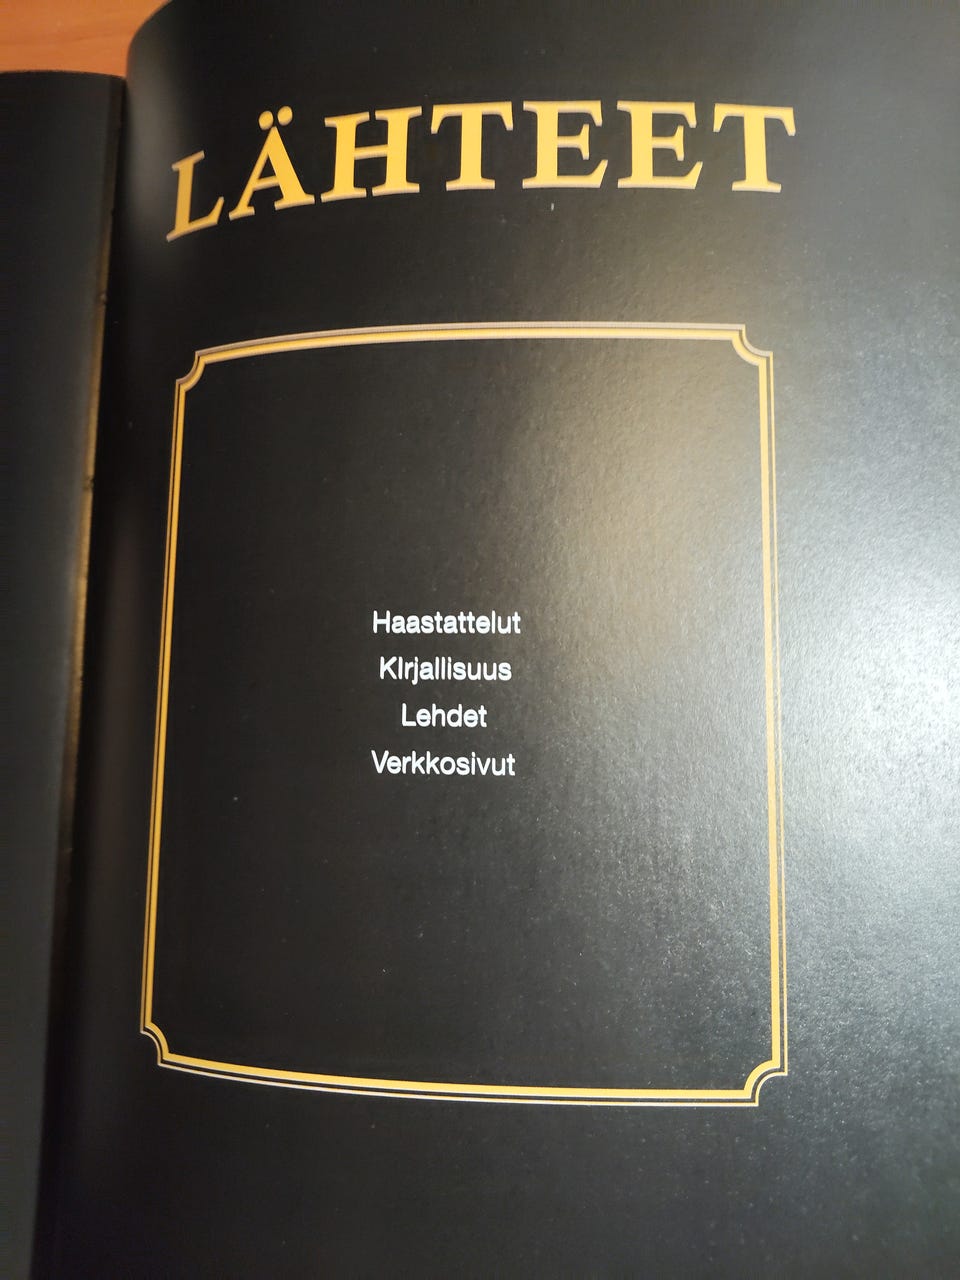 LÄHTEET
Haastattelut
KIrjallisuus
Lehdet
Verkkosivut